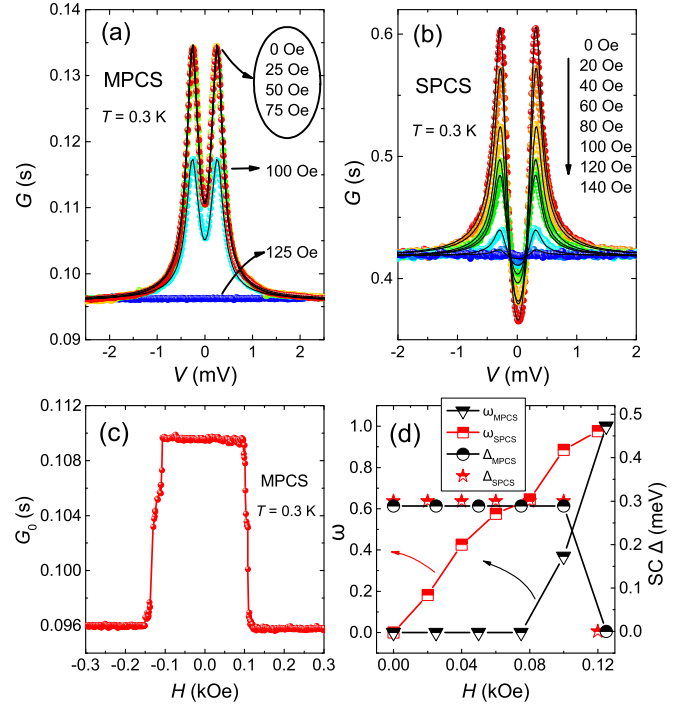 (a)
MPCS
T = 0.3 K
0 Oe
25 Oe
50 Oe
75 Oe
100 Oe
125 Oe
0.14
0.13
0.12
0.11
0.10
0.09
G (s)
-2 -1 0 1 2
V (mV)
(b)
SPCS
T = 0.3 K
0 Oe
20 Oe
40 Oe
60 Oe
80 Oe
100 Oe
120 Oe
140 Oe
0.6
0.5
0.4
G (s)
-2 -1 0 1 2
V (mV)
(c)
MPCS
T = 0.3 K
0.1120
0.108
0.104
0.100
0.096
G₀ (s)
-0.3 -0.2 -0.1 0.0 0.1 0.2 0.3
H (kOe)
(d)
ω MPCS
ω SPCS
Δ MPCS
Δ SPCS
1.0
0.8
0.6
0.4
0.2
0.0
ω
0.5
0.4
0.3
0.2
0.1
0.0
SC Δ (meV)
0.00 0.04 0.08 0.12
H (kOe)